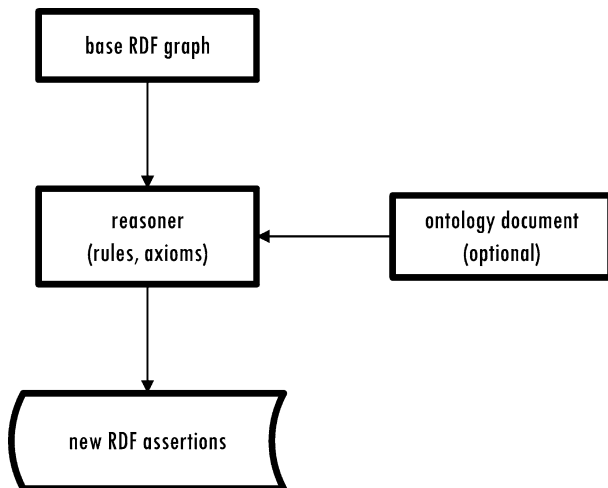 base RDF graph
reasoner
(rules, axioms)
ontology document
(optional)
new RDF assertions